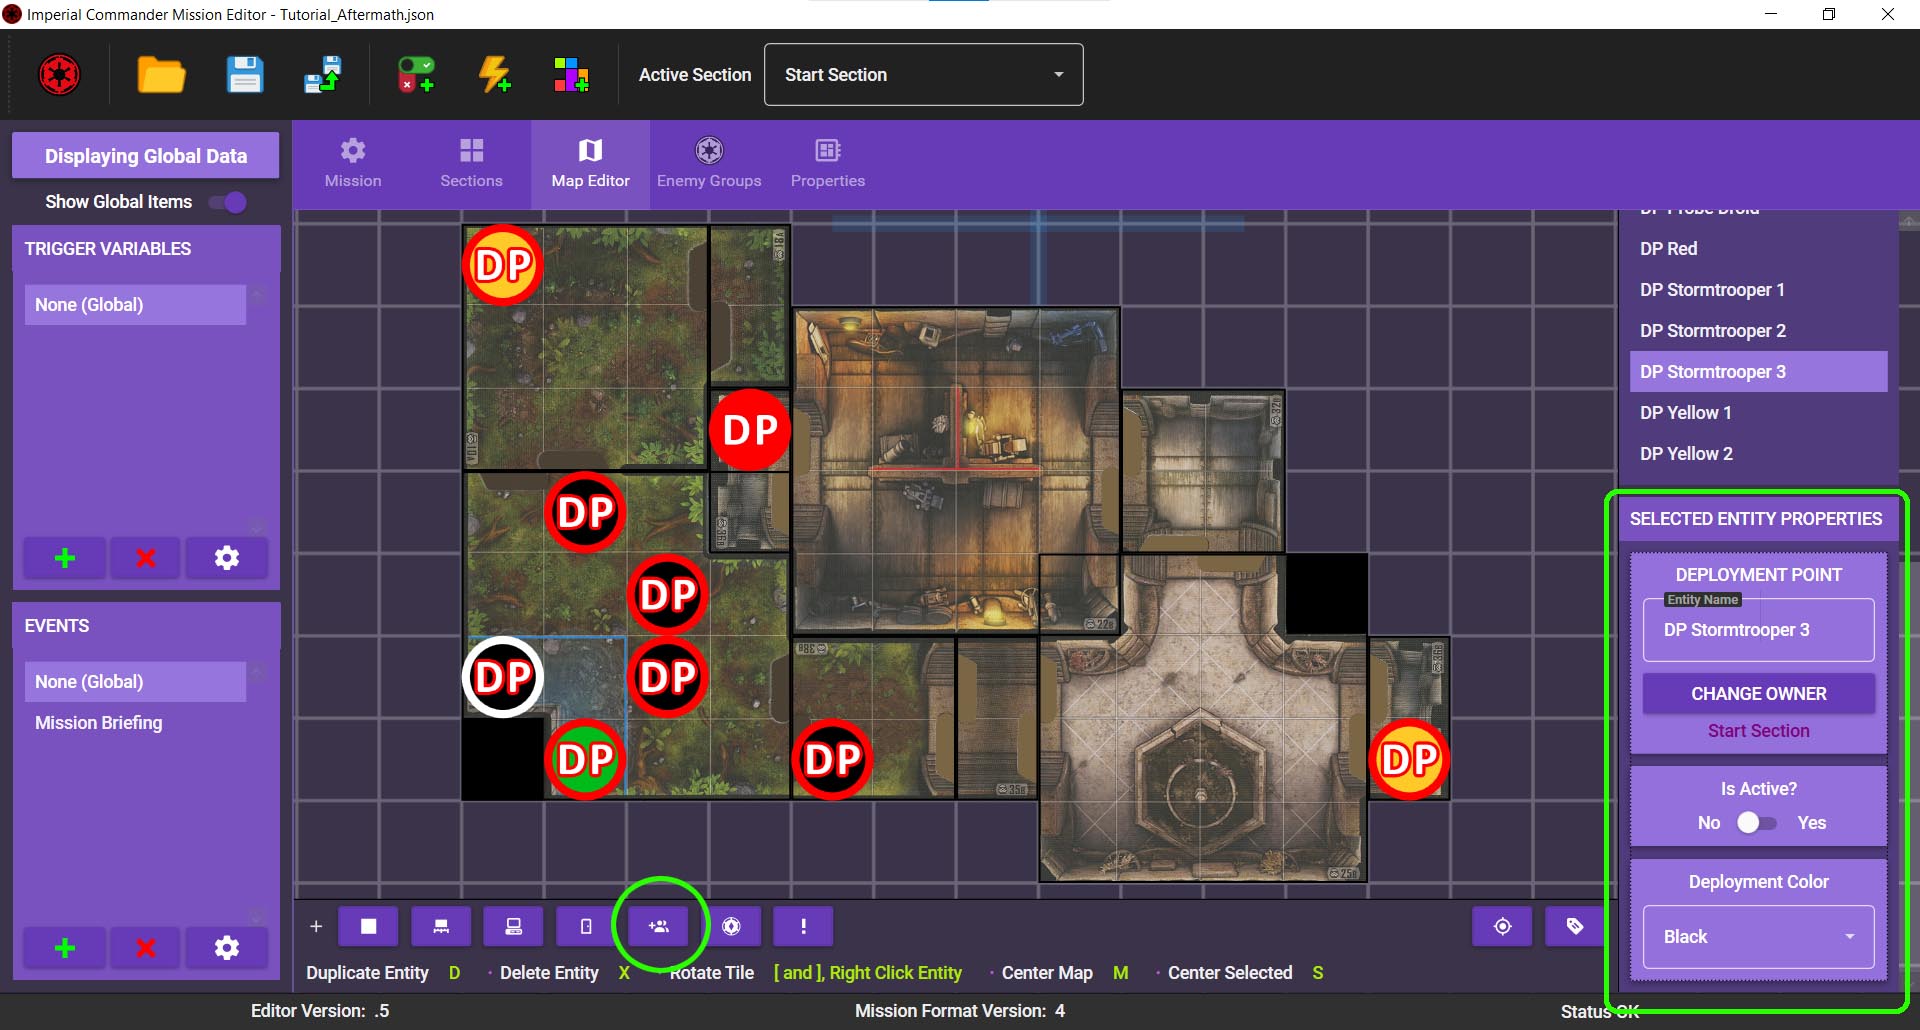 Imperial Commander Mission Editor - Tutorial_Aftermath.json
Active Section
Start Section
Displaying Global Data
Show Global Items
TRIGGER VARIABLES
None (Global)
EVENTS
None (Global)
Mission Briefing
Mission
Sections
Map Editor
Enemy Groups
Properties
DP
DP
DP
DP
DP
DP
DP
DP
DP
DP Probe Droid
DP Red
DP Stormtrooper 1
DP Stormtrooper 2
DP Stormtrooper 3
DP Yellow 1
DP Yellow 2
SELECTED ENTITY PROPERTIES
DEPLOYMENT POINT
Entity Name
DP Stormtrooper 3
CHANGE OWNER
Start Section
Is Active?
No
Yes
Deployment Color
Black
Duplicate Entity D
· Delete Entity X
· Rotate Tile [ and ], Right Click Entity
· Center Map M
· Center Selected S
Editor Version: .5
Mission Format Version: 4
Status OK